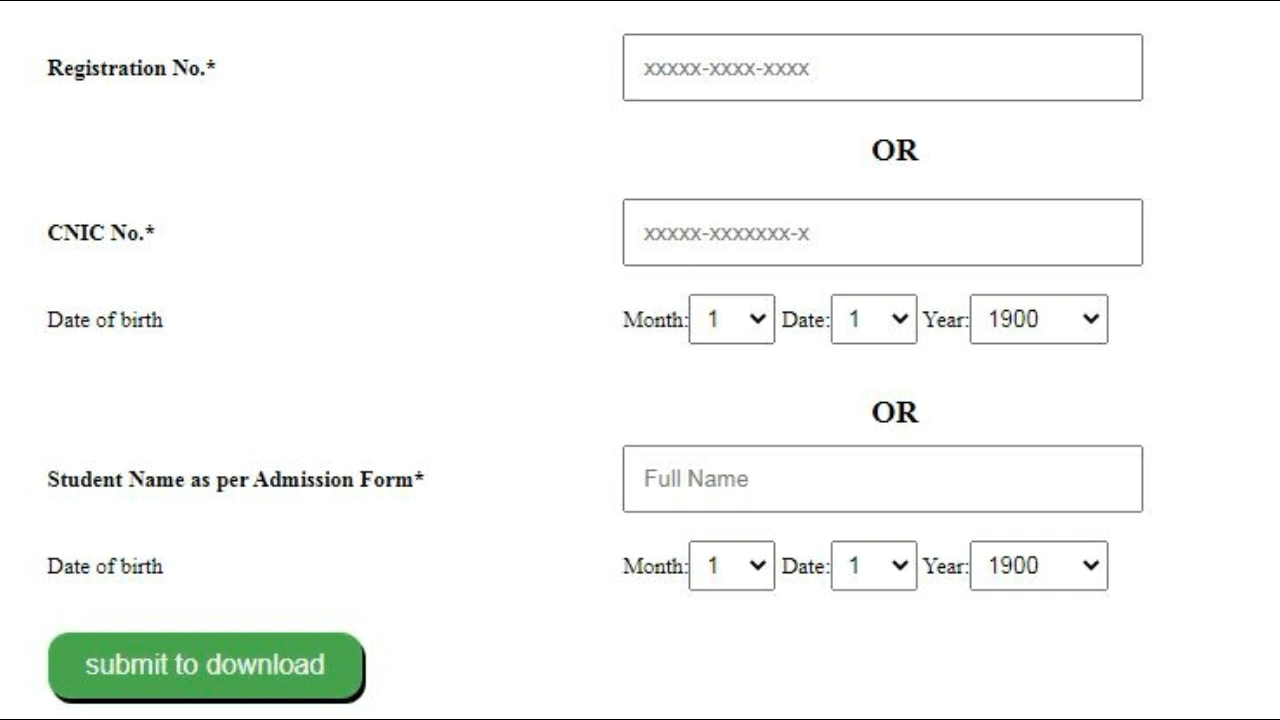 Registration No.* xxxxx-xxxx-xxxx
OR
CNIC No.* xxxxx-xxxxxxx-x
Date of birth Month: 1 Date: 1 Year: 1900
OR
Student Name as per Admission Form* Full Name
Date of birth Month: 1 Date: 1 Year: 1900
submit to download